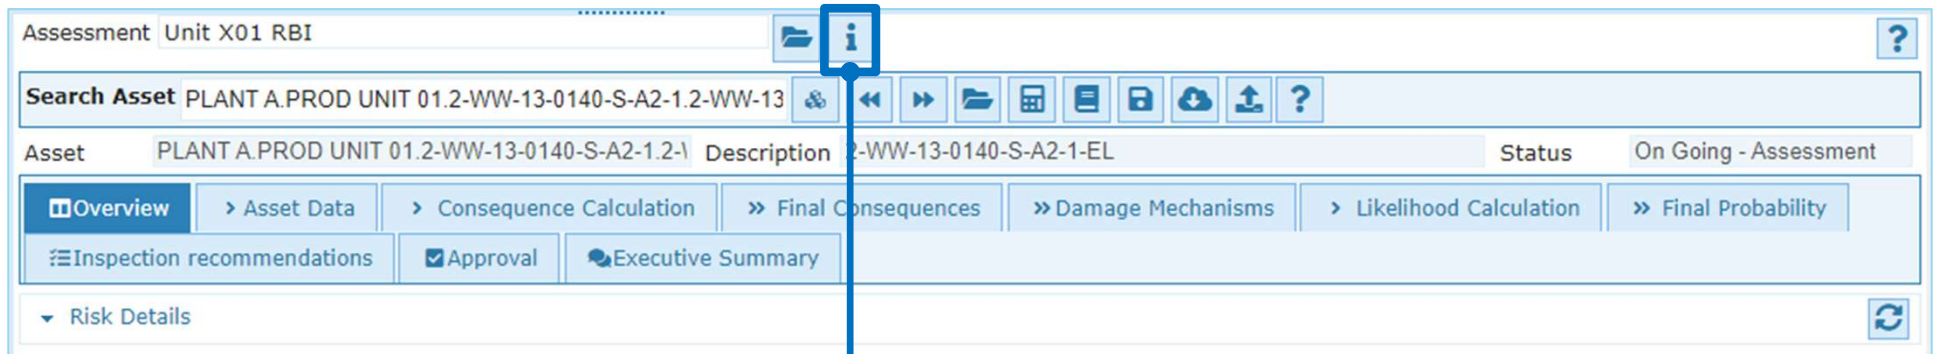 Assessment Unit X01 RBI i ?
Search Asset PLANT A.PROD UNIT 01.2-WW-13-0140-S-A2-1.2-WW-13 ?
Asset PLANT A.PROD UNIT 01.2-WW-13-0140-S-A2-1.2-\ Description 2-WW-13-0140-S-A2-1-EL Status On Going - Assessment
Overview > Asset Data > Consequence Calculation >> Final Consequences >> Damage Mechanisms > Likelihood Calculation >> Final Probability
Inspection recommendations Approval Executive Summary
Risk Details